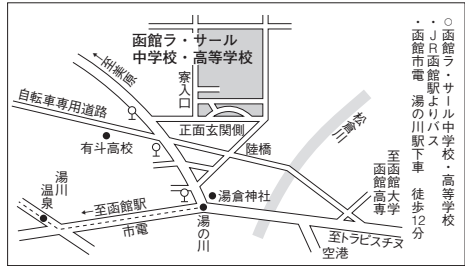 ○函館ラ・サール中学校・高等学校
・ＪＲ函館駅よりバス
・函館市電 湯の川駅下車 徒歩12分
函館ラ・サール
中学校・高等学校
←至美原
寮入口
自転車専用道路
正面玄関側
松倉川
有斗高校
陸橋
至函館大学
函館高専
湯川
温泉
←至函館駅
市電
湯倉神社
湯の川
至トラピスチヌ
空港